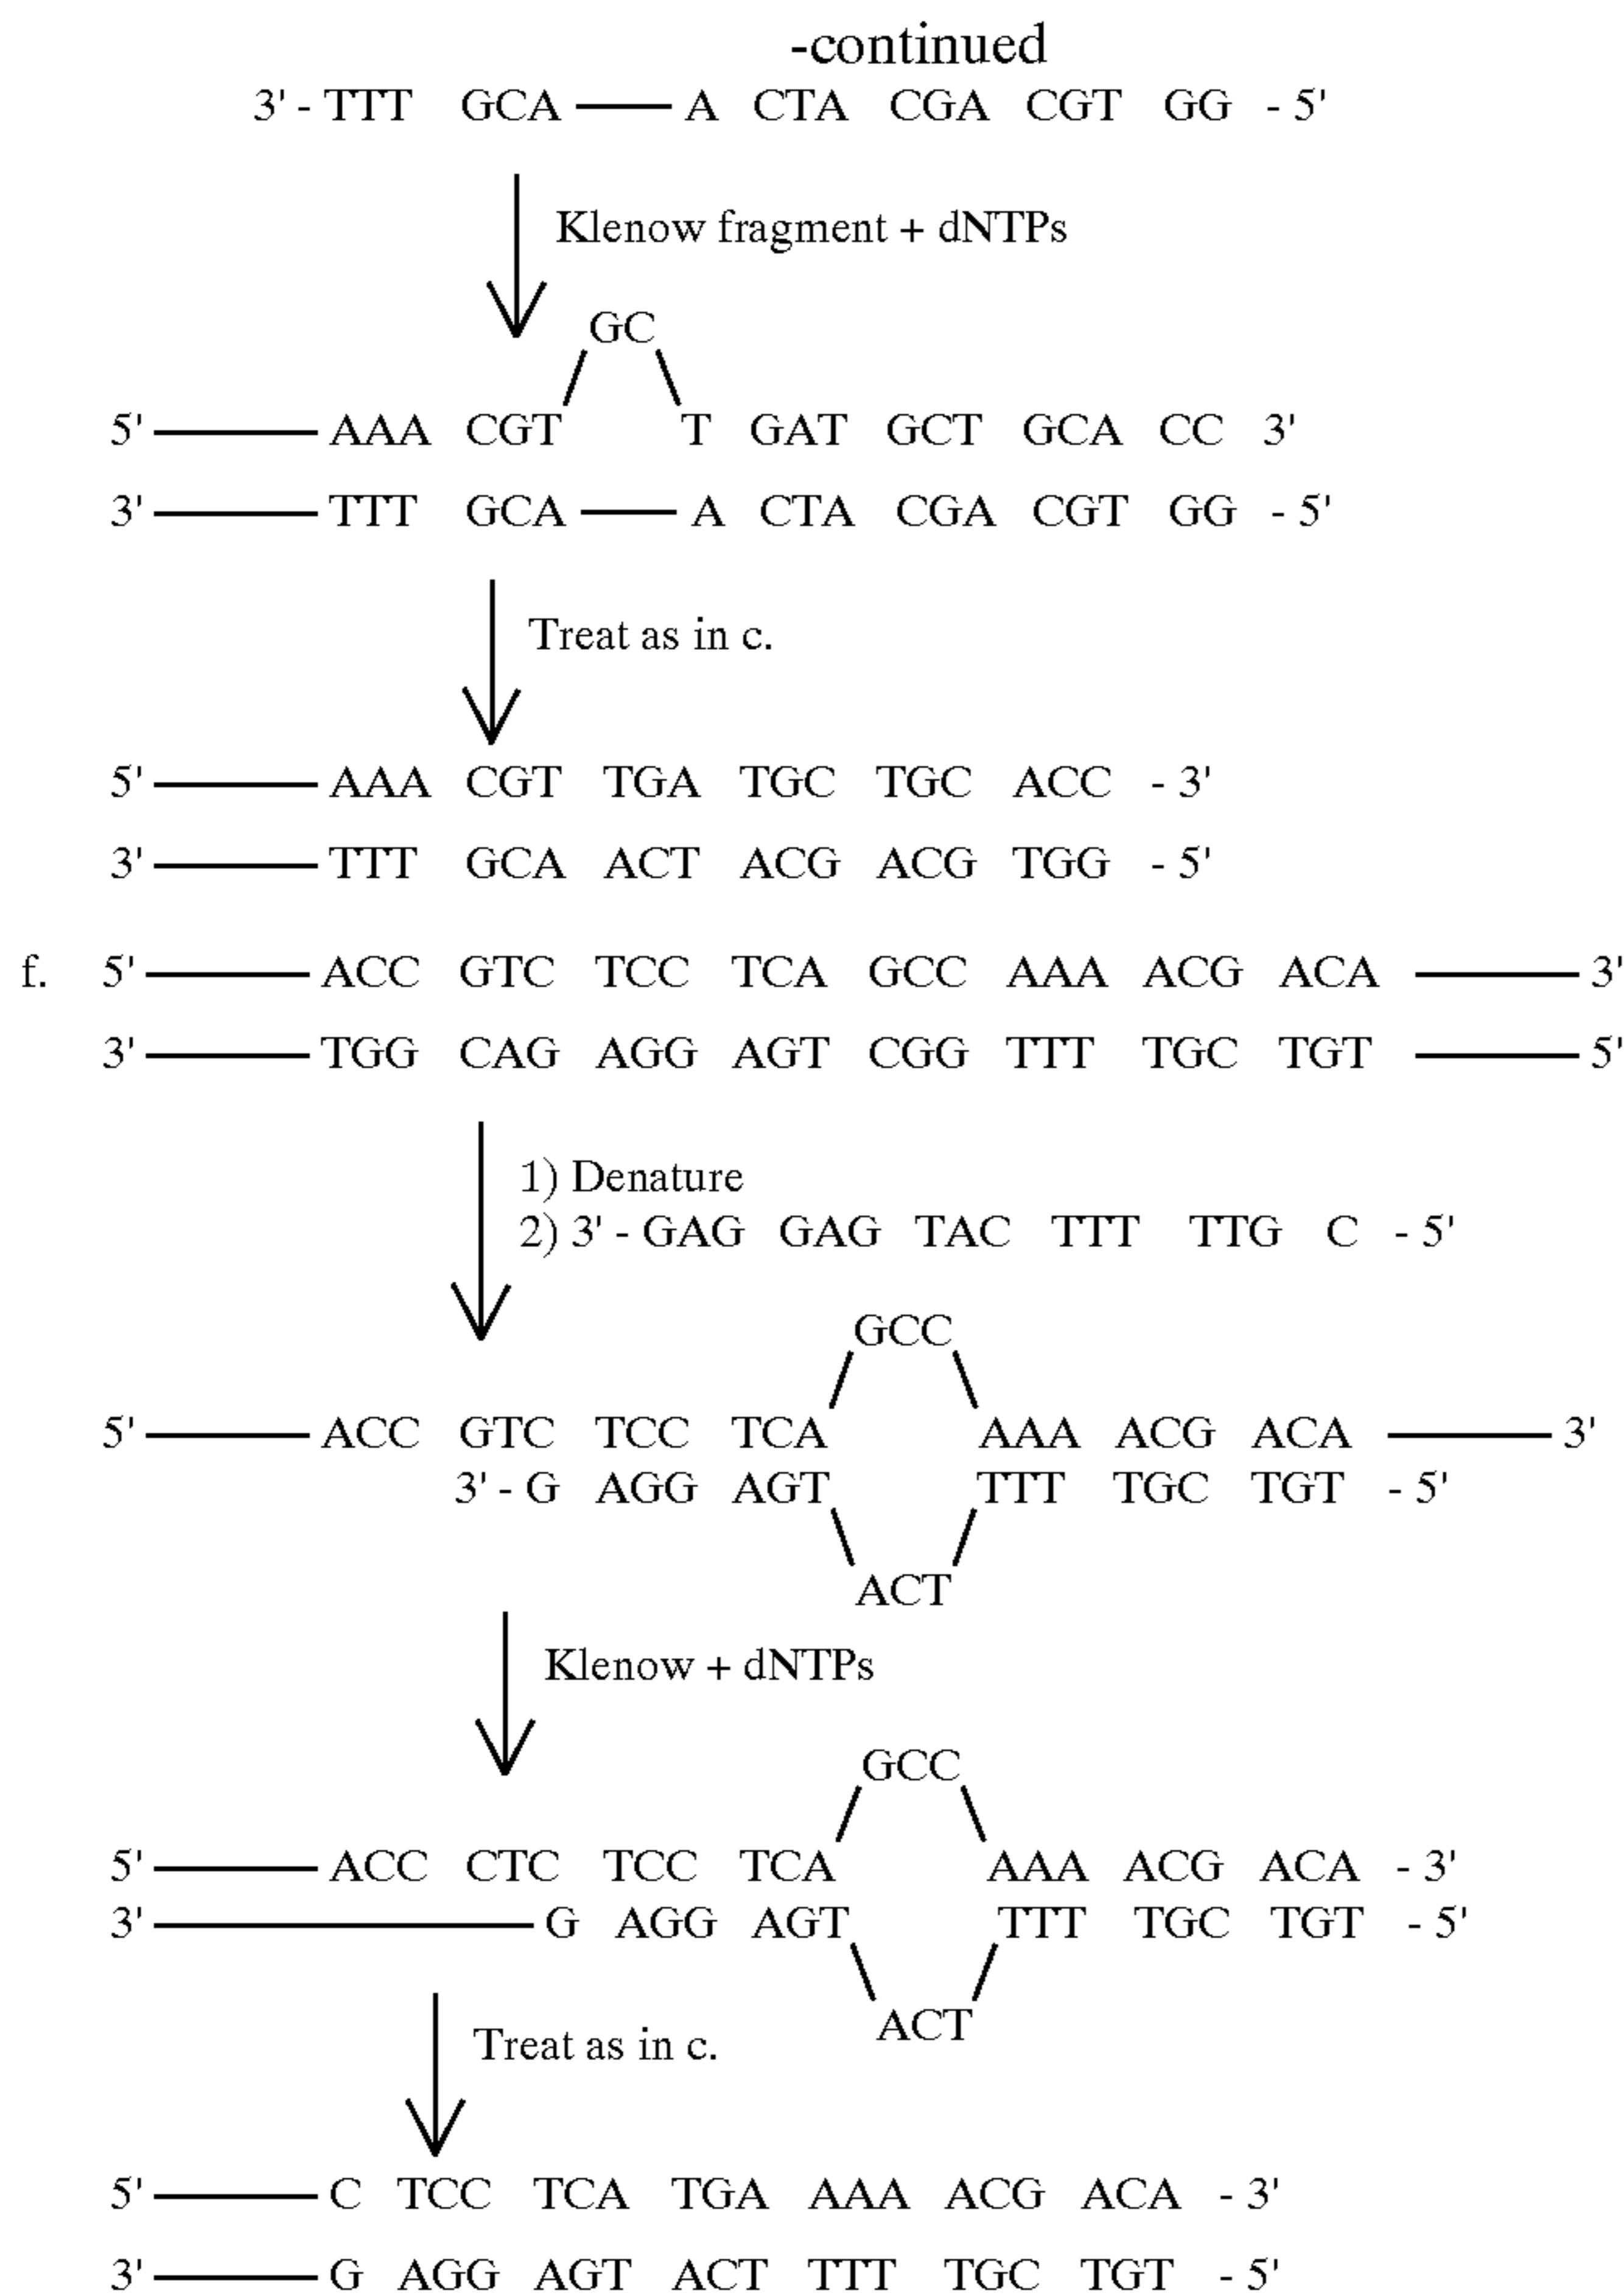 -continued
3' - TTT GCA A CTA CGA CGT GG - 5'
Klenow fragment + dNTPs
GC
5' AAA CGT T GAT GCT GCA CC 3'
3' TTT GCA A CTA CGA CGT GG - 5'
Treat as in c.
5' AAA CGT TGA TGC TGC ACC - 3'
3' TTT GCA ACT ACG ACG TGG - 5'
f. 5' ACC GTC TCC TCA GCC AAA ACG ACA 3'
3' TGG CAG AGG AGT CGG TTT TGC TGT 5'
1) Denature
2) 3' - GAG GAG TAC TTT TTG C - 5'
GCC
5' ACC GTC TCC TCA AAA ACG ACA 3'
3' - G AGG AGT TTT TGC TGT - 5'
ACT
Klenow + dNTPs
GCC
5' ACC CTC TCC TCA AAA ACG ACA - 3'
3' G AGG AGT TTT TGC TGT - 5'
ACT
Treat as in c.
5' C TCC TCA TGA AAA ACG ACA - 3'
3' G AGG AGT ACT TTT TGC TGT - 5'